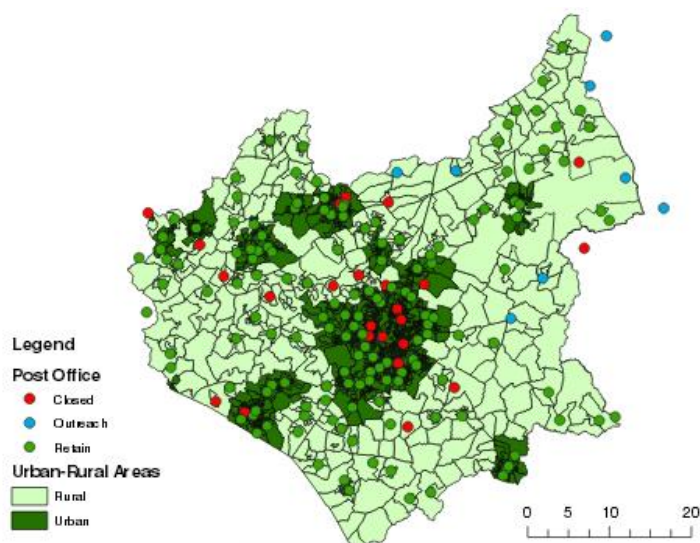 Legend
Post Office
Closed
Outreach
Retain
Urban-Rural Areas
Rural
Urban
0 5 10 20